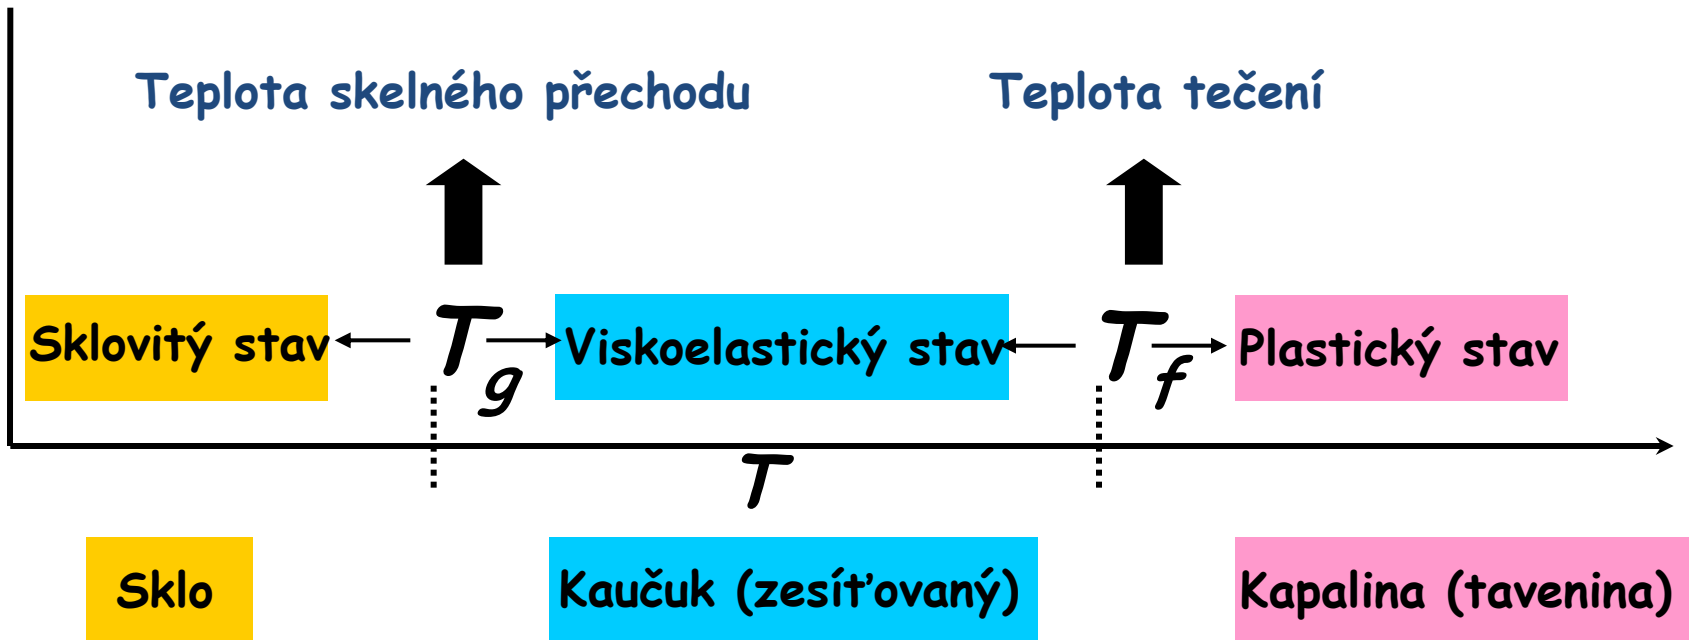 Teplota skelného přechodu
Teplota tečení
Sklovitý stav
Tg
Viskoelastický stav
Tf
Plastický stav
T
Sklo
Kaučuk (zesíťovaný)
Kapalina (tavenina)